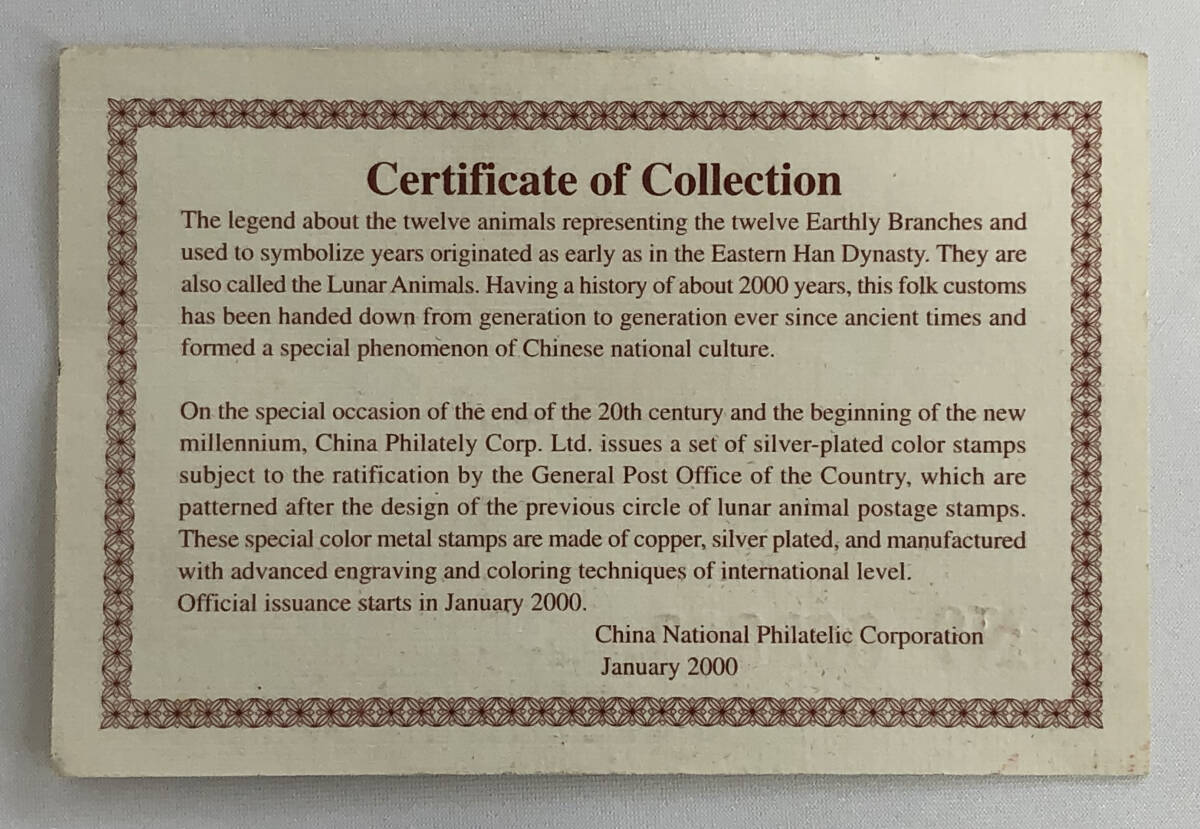 Certificate of Collection
The legend about the twelve animals representing the twelve Earthly Branches and
used to symbolize years originated as early as in the Eastern Han Dynasty. They are
also called the Lunar Animals. Having a history of about 2000 years, this folk customs
has been handed down from generation to generation ever since ancient times and
formed a special phenomenon of Chinese national culture.
On the special occasion of the end of the 20th century and the beginning of the new
millennium, China Philately Corp. Ltd. issues a set of silver-plated color stamps
subject to the ratification by the General Post Office of the Country, which are
patterned after the design of the previous circle of lunar animal postage stamps.
These special color metal stamps are made of copper, silver plated, and manufactured
with advanced engraving and coloring techniques of international level.
Official issuance starts in January 2000.
China National Philatelic Corporation
January 2000